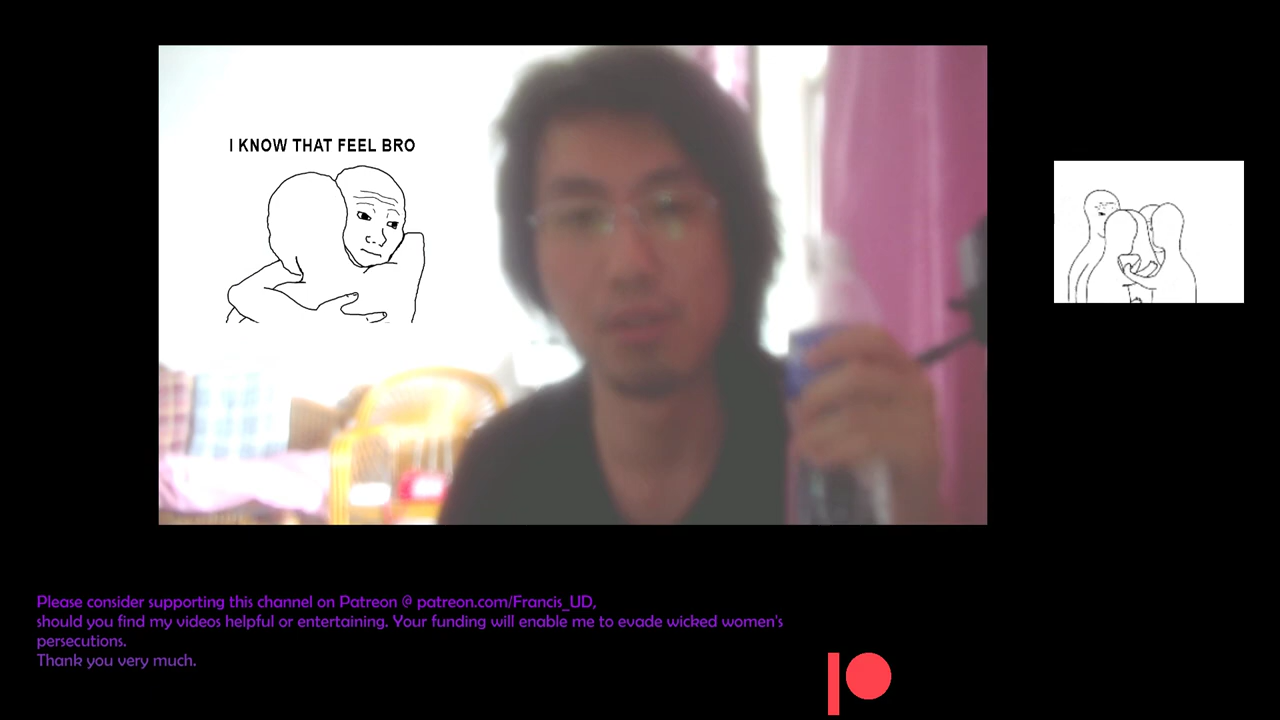 I KNOW THAT FEEL BRO
Please consider supporting this channel on Patreon @ patreon.com/Francis_UD,
should you find my videos helpful or entertaining. Your funding will enable me to evade wicked women's
persecutions.
Thank you very much.